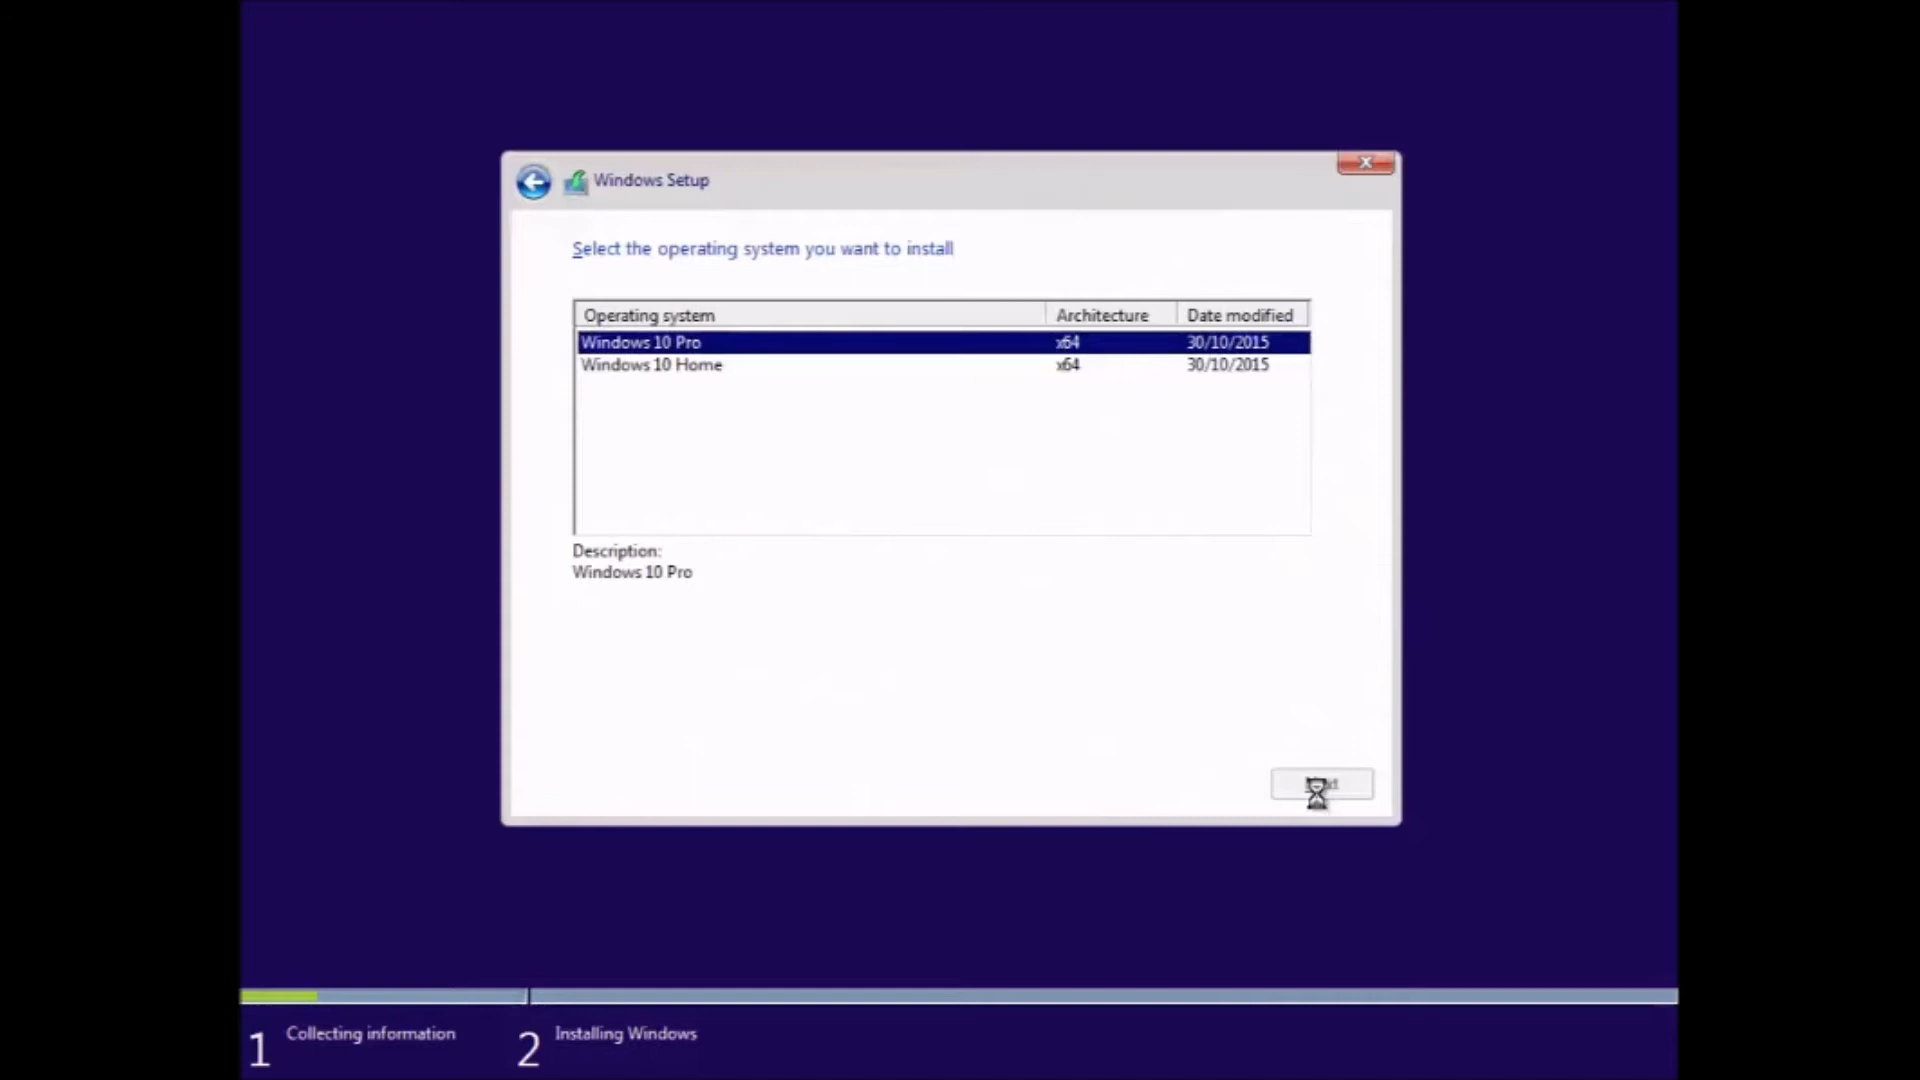 Windows Setup
Select the operating system you want to install
Operating system Architecture Date modified
Windows 10 Pro x64 30/10/2015
Windows 10 Home x64 30/10/2015
Description:
Windows 10 Pro
1 Collecting information 2 Installing Windows